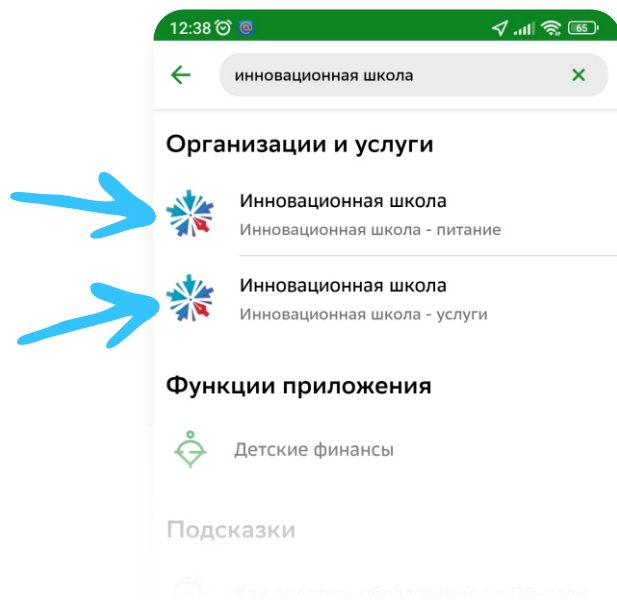 12:38
65
инновационная школа
Организации и услуги
Инновационная школа
Инновационная школа - питание
Инновационная школа
Инновационная школа - услуги
Функции приложения
Детские финансы
Подсказки